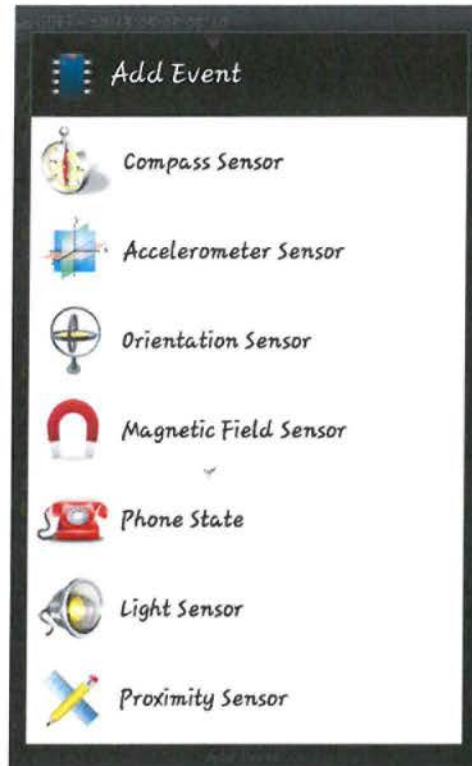 Add Event
Compass Sensor
Accelerometer Sensor
Orientation Sensor
Magnetic Field Sensor
Phone State
Light Sensor
Proximity Sensor